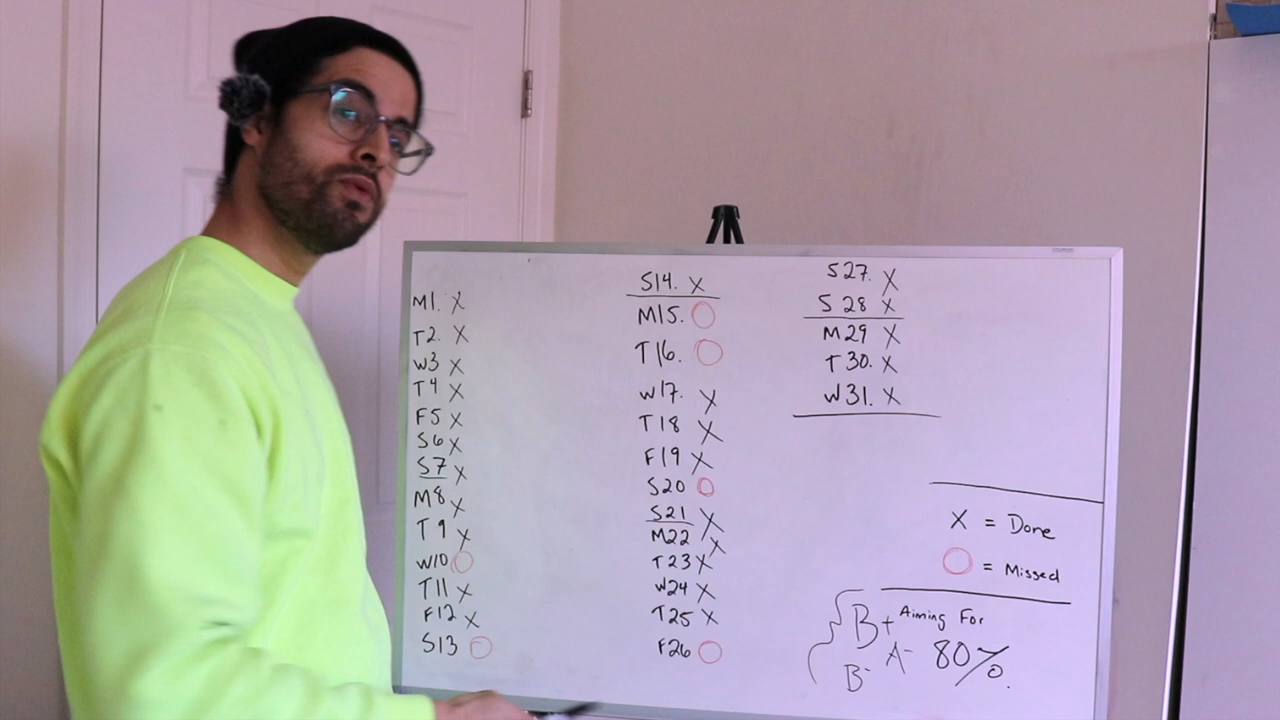 M1. X
T2. X
W3 X
T4 X
F5 X
S6 X
S7 X
M8 X
T9 X
W10 O
T11 X
F12 X
S13 O
S14. X
M15. O
T16. O
W17. X
T18 X
F19 X
S20 O
S21 X
M22 X
T23 X
W24 X
T25 X
F26 O
S27. X
S28 X
M29 X
T30. X
W31. X
X = Done
O = Missed
Aiming For
B+
A- 80%.
B-